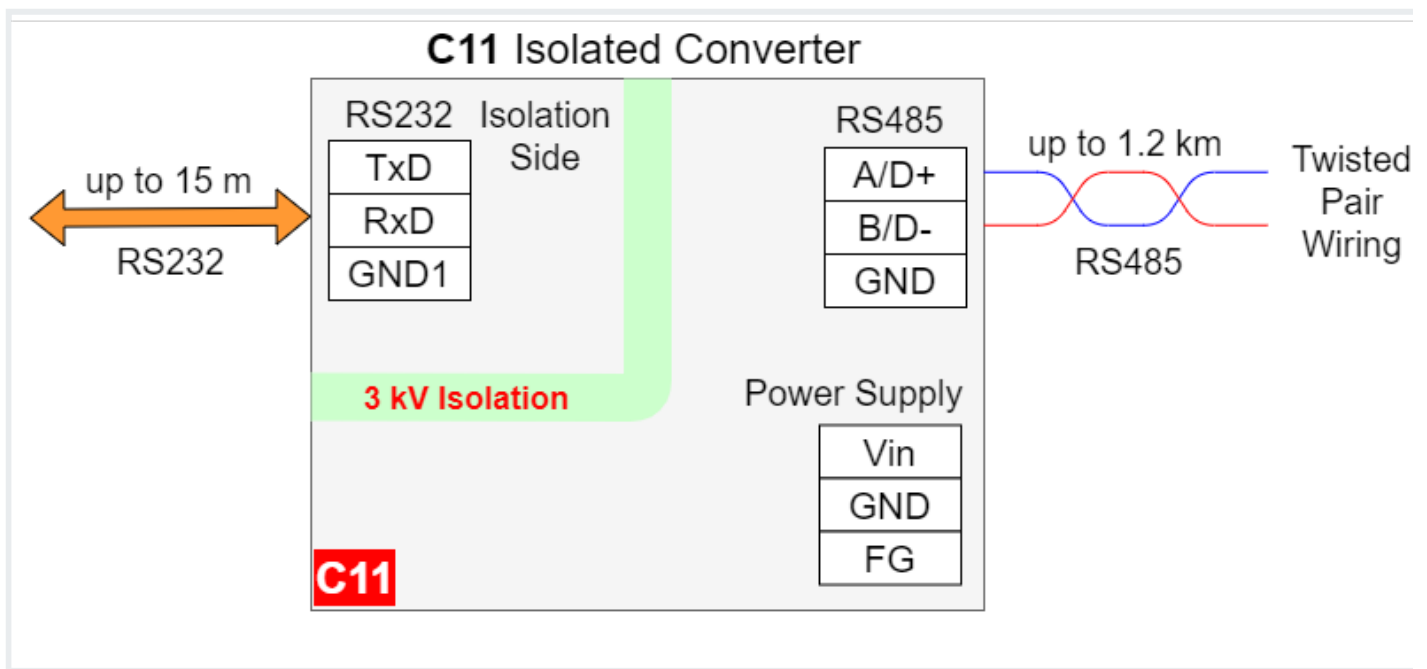 C11 Isolated Converter
RS232
Isolation
Side
TxD
RxD
GND1
up to 15 m
RS232
3 kV Isolation
C11
RS485
A/D+
B/D-
GND
up to 1.2 km
RS485
Twisted
Pair
Wiring
Power Supply
Vin
GND
FG